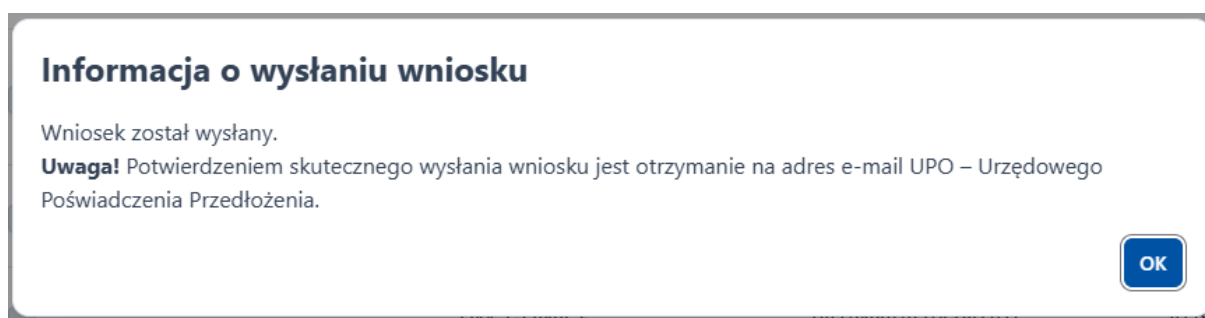 Informacja o wysłaniu wniosku
Wniosek został wysłany.
Uwaga! Potwierdzeniem skutecznego wysłania wniosku jest otrzymanie na adres e-mail UPO – Urzędowego
Poświadczenia Przedłożenia.
OK